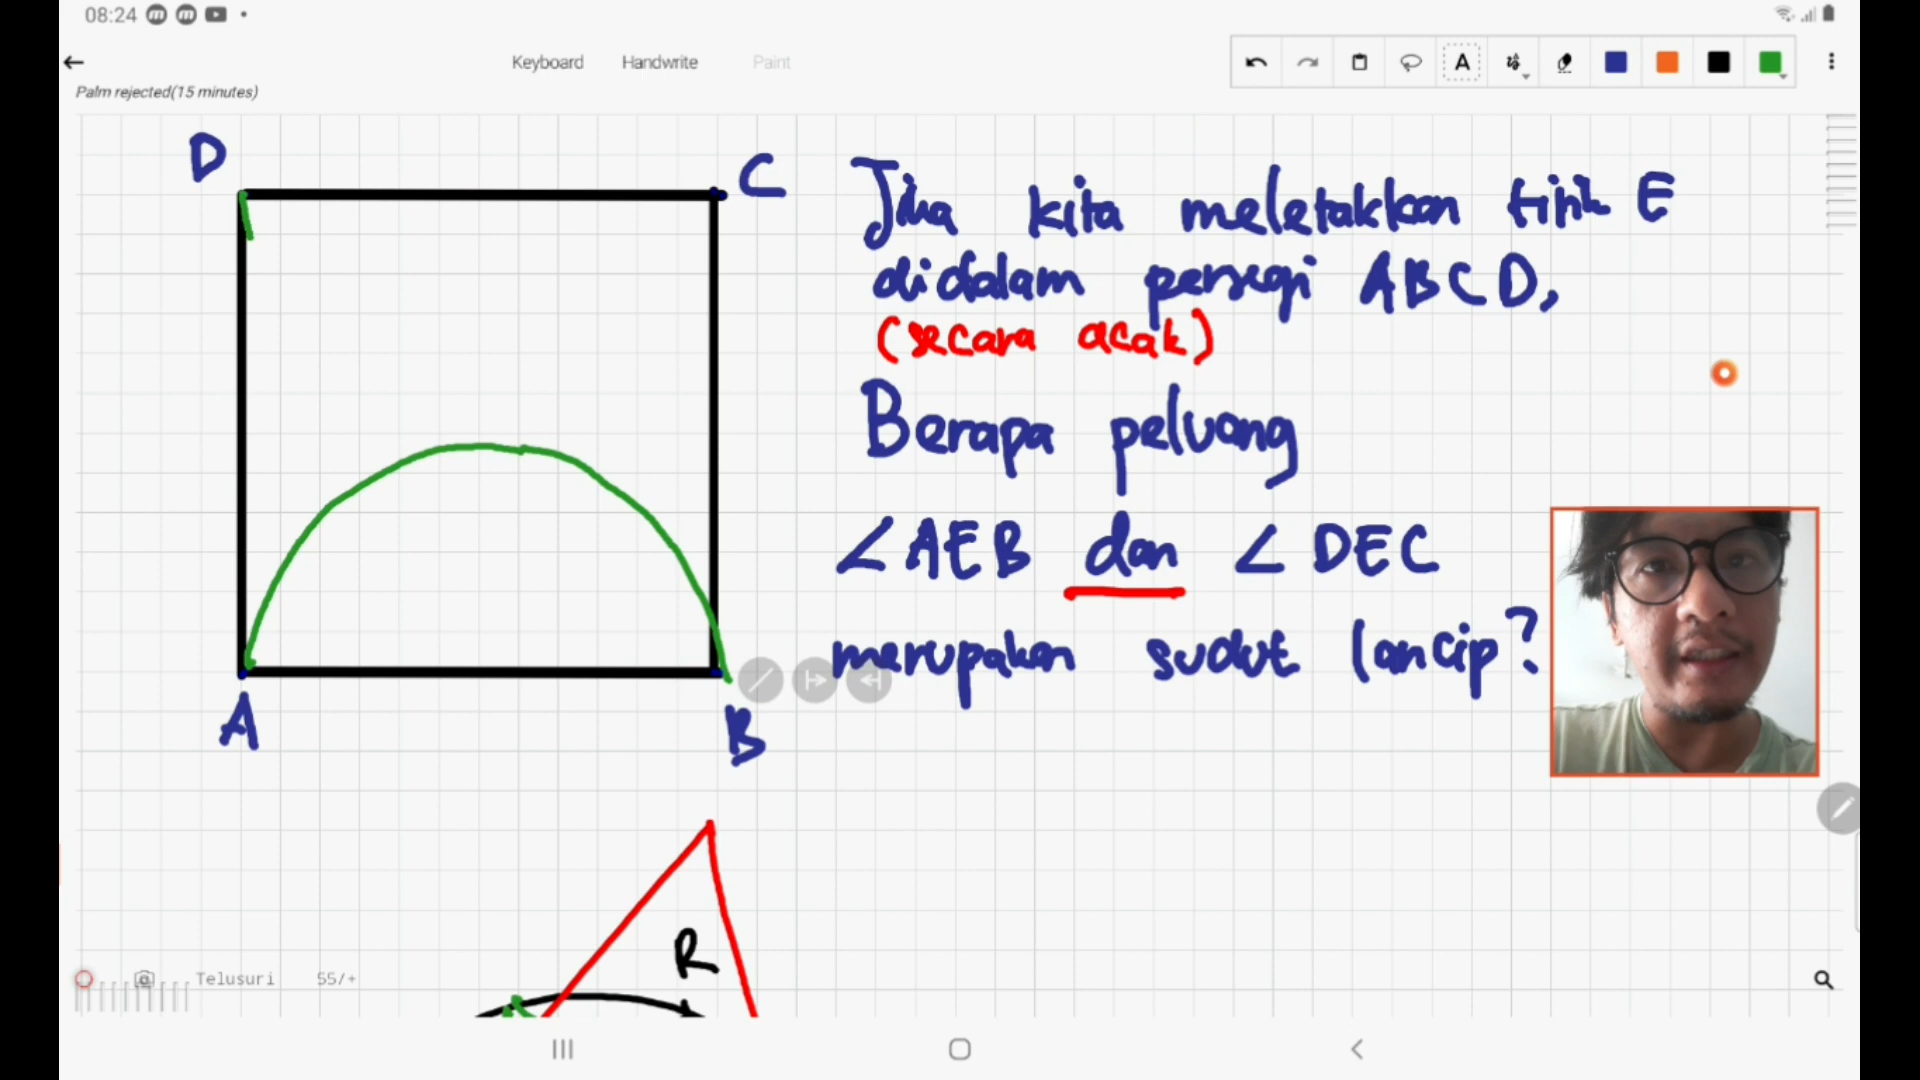 08:24
Keyboard Handwrite Paint
A
Palm rejected(15 minutes)
D
C
Jika kita meletakkan titik E
didalam persegi ABCD,
(secara acak)
Berapa peluang
∠AEB dan ∠DEC
merupakan sudut lancip?
A
B
R
Telusuri 55/+